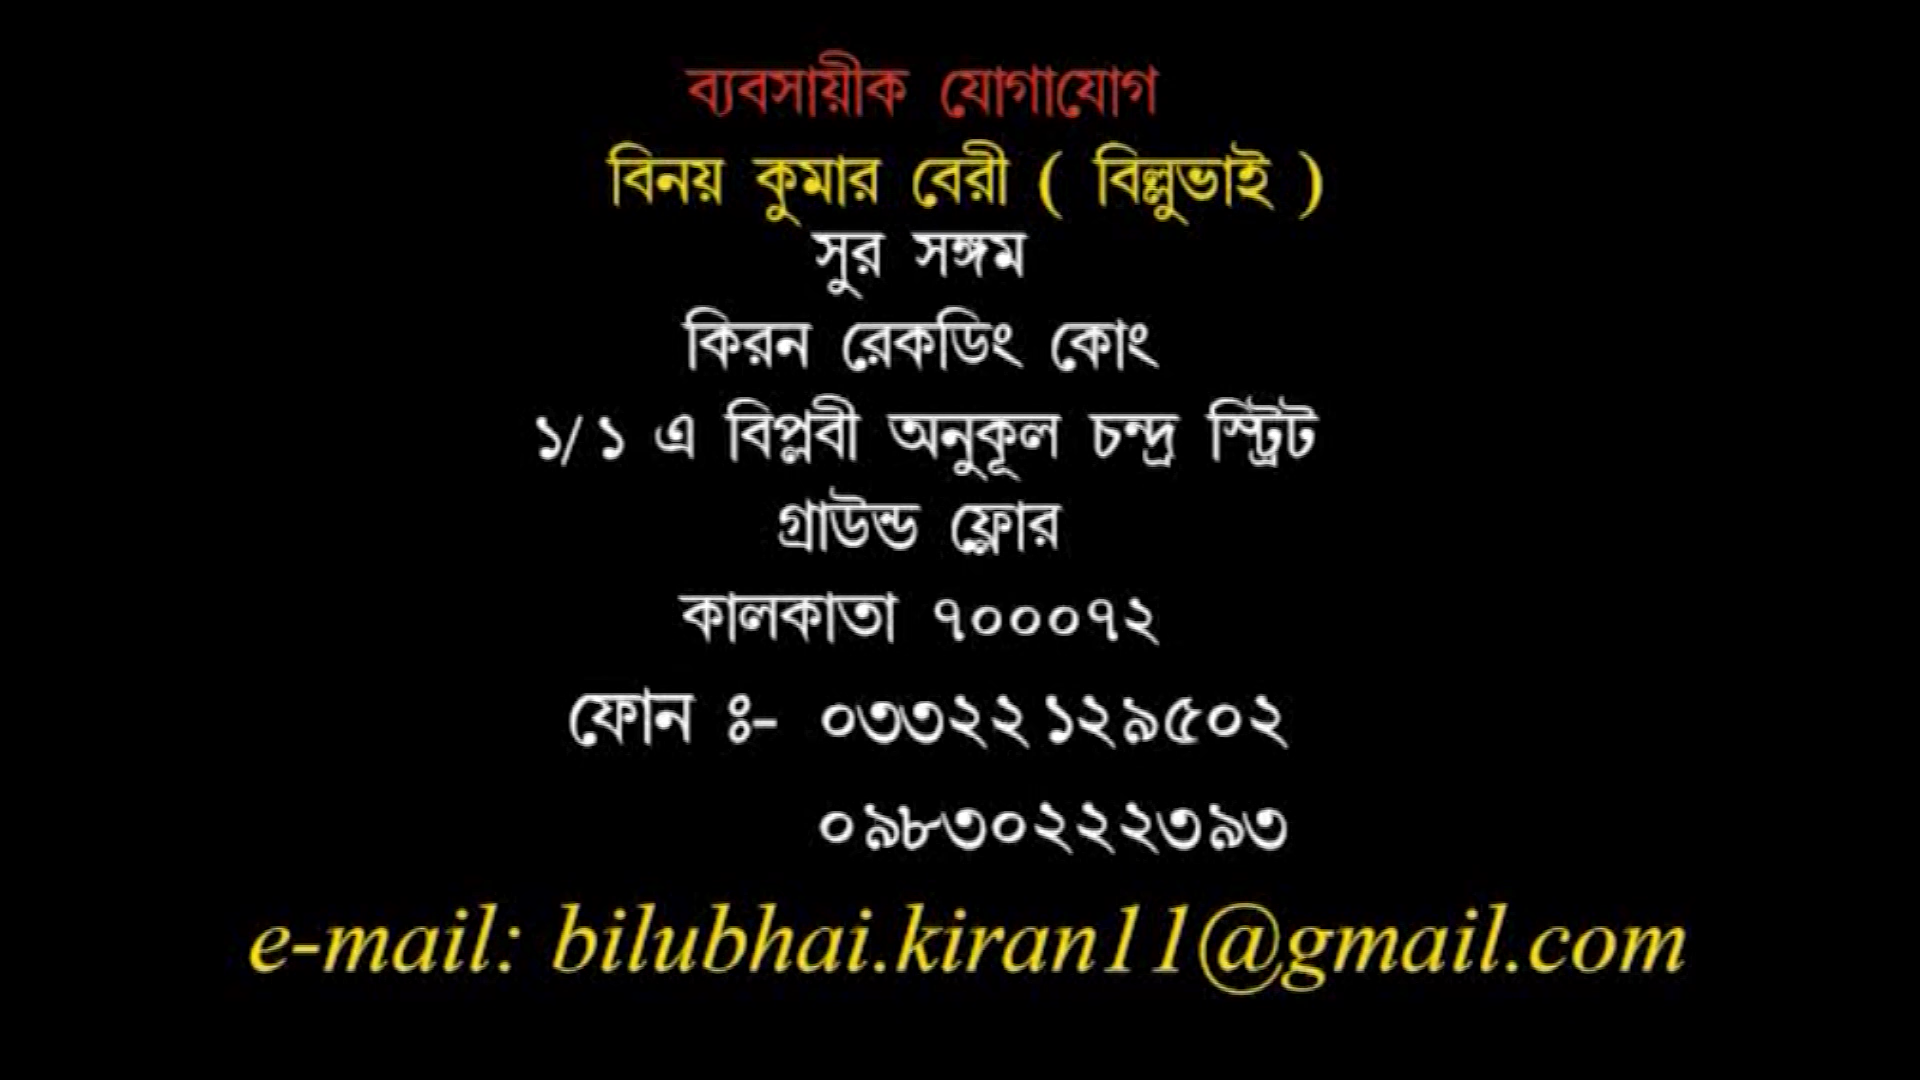 ব্যবসায়ীক যোগাযোগ
বিনয় কুমার বেরী ( বিল্লুভাই )
সুর সঙ্গম
কিরন রেকডিং কোং
১/১ এ বিপ্লবী অনুকূল চন্দ্র স্ট্রিট
গ্রাউন্ড ফ্লোর
কালকাতা ৭০০০৭২
ফোন ঃ- ০৩৩২২১২৯৫০২
০৯৮৩০২২২৩৯৩
e-mail: bilubhai.kiran11@gmail.com